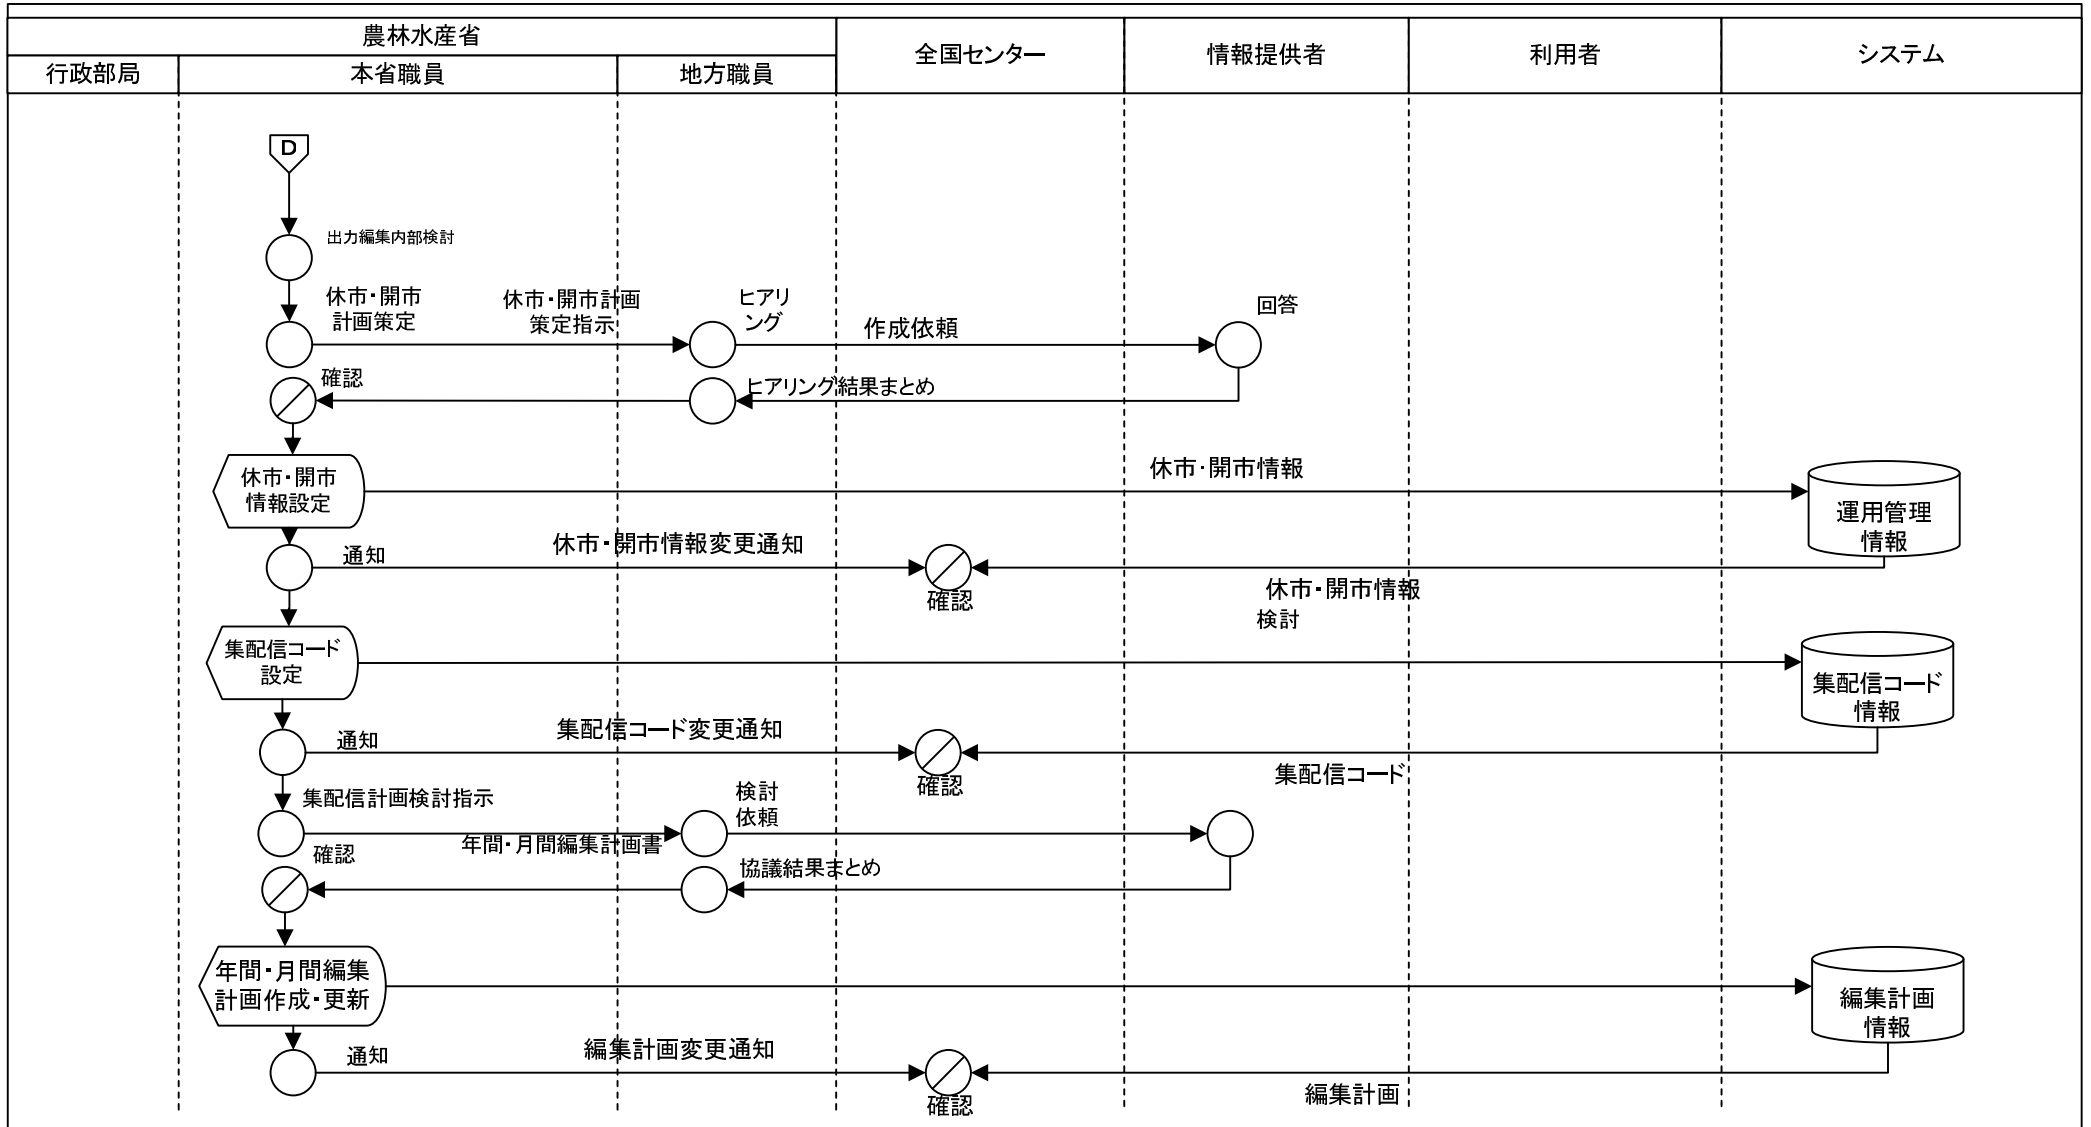 農林水産省
行政部局
本省職員
地方職員
全国センター
情報提供者
利用者
システム
D
出力編集内部検討
休市・開市
計画策定
休市・開市計画
策定指示
ヒアリ
ング
作成依頼
回答
確認
ヒアリング結果まとめ
休市・開市
情報設定
休市・開市情報
運用管理
情報
通知
休市・開市情報変更通知
確認
休市・開市情報
検討
集配信コード
設定
集配信コード
情報
通知
集配信コード変更通知
確認
集配信コード
集配信計画検討指示
検討
依頼
年間・月間編集計画書
確認
協議結果まとめ
年間・月間編集
計画作成・更新
編集計画
情報
通知
編集計画変更通知
確認
編集計画